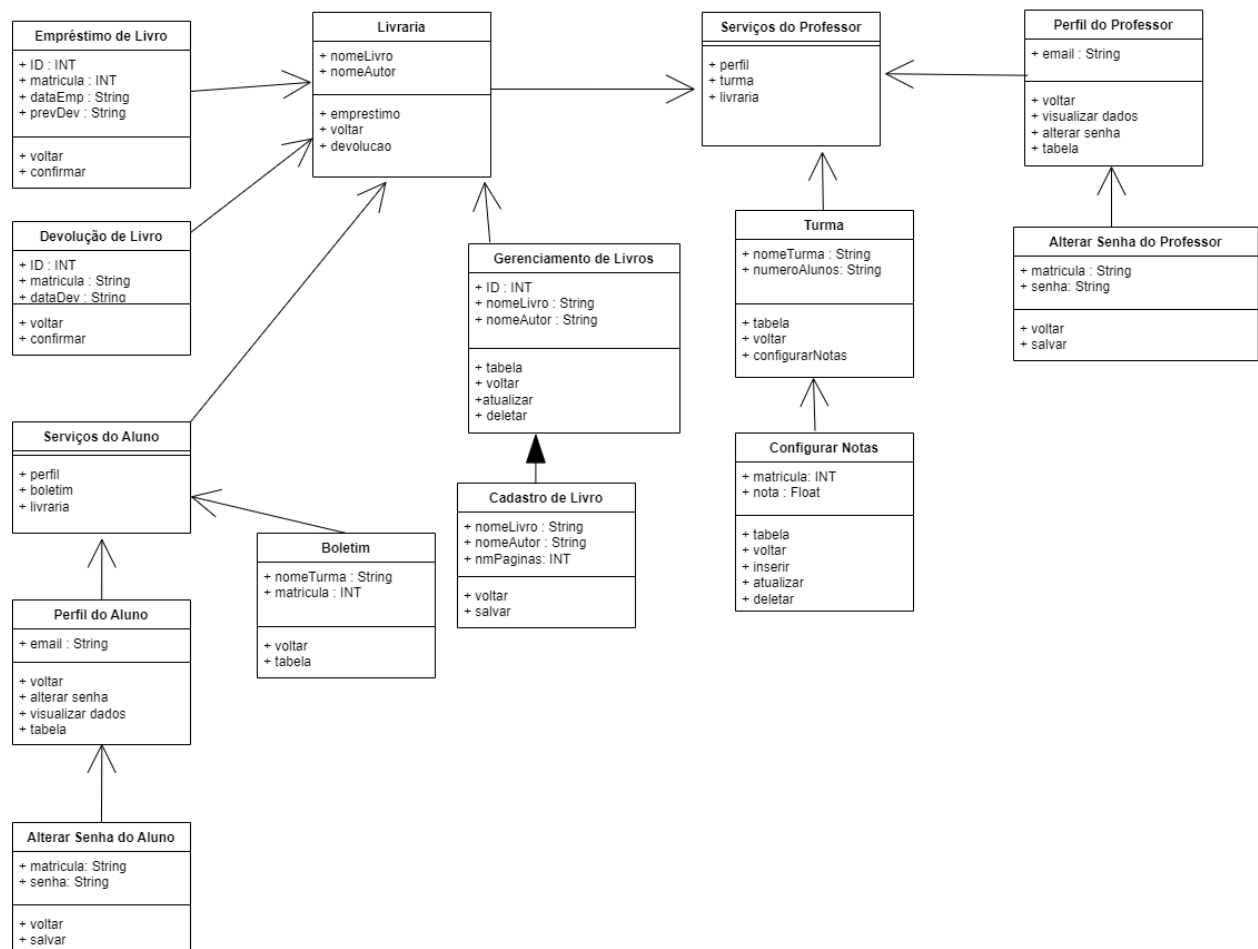 Empréstimo de Livro
+ ID : INT
+ matricula : INT
+ dataEmp : String
+ prevDev : String
+ voltar
+ confirmar
Livraria
+ nomeLivro
+ nomeAutor
+ emprestimo
+ voltar
+ devolucao
Serviços do Professor
+ perfil
+ turma
+ livraria
Perfil do Professor
+ email : String
+ voltar
+ visualizar dados
+ alterar senha
+ tabela
Devolução de Livro
+ ID : INT
+ matricula : String
+ dataDev : String
+ voltar
+ confirmar
Gerenciamento de Livros
+ ID : INT
+ nomeLivro : String
+ nomeAutor : String
+ tabela
+ voltar
+atualizar
+ deletar
Turma
+ nomeTurma : String
+ numeroAlunos: String
+ tabela
+ voltar
+ configurarNotas
Alterar Senha do Professor
+ matricula : String
+ senha: String
+ voltar
+ salvar
Serviços do Aluno
+ perfil
+ boletim
+ livraria
Boletim
+ nomeTurma : String
+ matricula : INT
+ voltar
+ tabela
Cadastro de Livro
+ nomeLivro : String
+ nomeAutor : String
+ nmPaginas: INT
+ voltar
+ salvar
Configurar Notas
+ matricula: INT
+ nota : Float
+ tabela
+ voltar
+ inserir
+ atualizar
+ deletar
Perfil do Aluno
+ email : String
+ voltar
+ alterar senha
+ visualizar dados
+ tabela
Alterar Senha do Aluno
+ matricula: String
+ senha: String
+ voltar
+ salvar